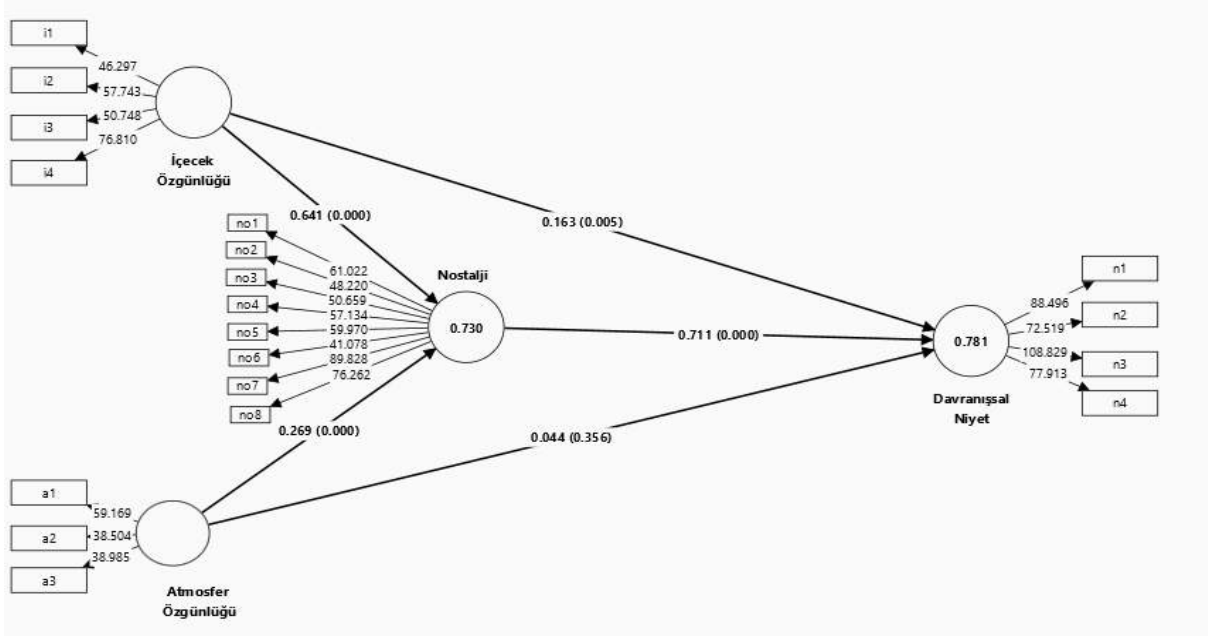 i1
46.297
i2
57.743
i3
50.748
76.810
i4
İçecek
Özgünlüğü
0.641 (0.000)
0.163 (0.005)
no1
no2
no3
no4
no5
no6
no7
no8
61.022
48.220
50.659
57.134
59.970
41.078
89.828
76.262
Nostalji
0.730
0.711 (0.000)
0.269 (0.000)
0.044 (0.356)
0.781
Davranışsal
Niyet
88.496
72.519
108.829
77.913
n1
n2
n3
n4
a1
59.169
a2
38.504
38.985
a3
Atmosfer
Özgünlüğü